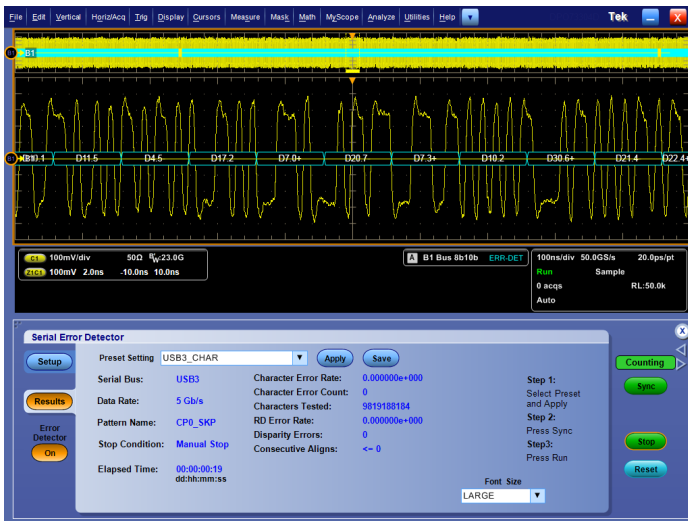 File Edit Vertical Horiz/Acq Trig Display Cursors Measure Mask Math MyScope Analyze Utilities Help Tek X
B1 B1
B1 D11.5 D4.5 D17.2 D7.0+ D20.7 D7.3+ D10.2 D30.6+ D21.4 D22.4+
C1 100mV/div 50Ω BW:23.0G
Z1C1 100mV 2.0ns -10.0ns 10.0ns
A B1 Bus 8b10b ERR-DET
100ns/div 50.0GS/s 20.0ps/pt
Run Sample
0 acqs RL:50.0k
Auto
Serial Error Detector X
Setup
Results
Error
Detector
On
Preset Setting USB3_CHAR Apply Save
Serial Bus: USB3
Data Rate: 5 Gb/s
Pattern Name: CP0_SKP
Stop Condition: Manual Stop
Elapsed Time: 00:00:00:19
dd:hh:mm:ss
Character Error Rate: 0.000000e+000
Character Error Count: 0
Characters Tested: 9819188184
RD Error Rate: 0.000000e+000
Disparity Errors: 0
Consecutive Aligns: <= 0
Step 1:
Select Preset
and Apply
Step 2:
Press Sync
Step3:
Press Run
Font Size
LARGE
Counting
Sync
Stop
Reset